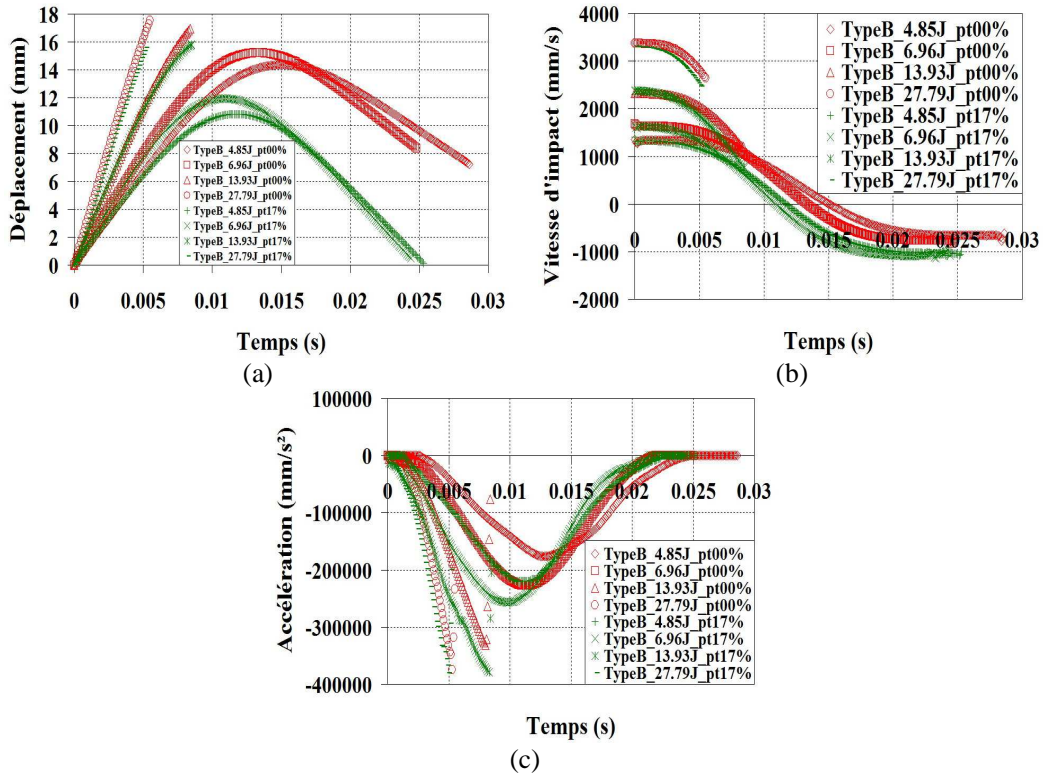 18
16
14
12
10
8
6
4
2
0
0 0.005 0.01 0.015 0.02 0.025 0.03
Déplacement (mm)
Temps (s)
TypeB_4.85J_pt00%
TypeB_6.96J_pt00%
TypeB_13.93J_pt00%
TypeB_27.79J_pt00%
TypeB_4.85J_pt17%
TypeB_6.96J_pt17%
TypeB_13.93J_pt17%
TypeB_27.79J_pt17%
(a)
4000
3000
2000
1000
0
-1000
-2000
0 0.005 0.01 0.015 0.02 0.025 0.03
Vitesse d'impact (mm/s)
Temps (s)
TypeB_4.85J_pt00%
TypeB_6.96J_pt00%
TypeB_13.93J_pt00%
TypeB_27.79J_pt00%
TypeB_4.85J_pt17%
TypeB_6.96J_pt17%
TypeB_13.93J_pt17%
TypeB_27.79J_pt17%
(b)
100000
0
-100000
-200000
-300000
-400000
0 0.005 0.01 0.015 0.02 0.025 0.03
Accélération (mm/s²)
Temps (s)
TypeB_4.85J_pt00%
TypeB_6.96J_pt00%
TypeB_13.93J_pt00%
TypeB_27.79J_pt00%
TypeB_4.85J_pt17%
TypeB_6.96J_pt17%
TypeB_13.93J_pt17%
TypeB_27.79J_pt17%
(c)